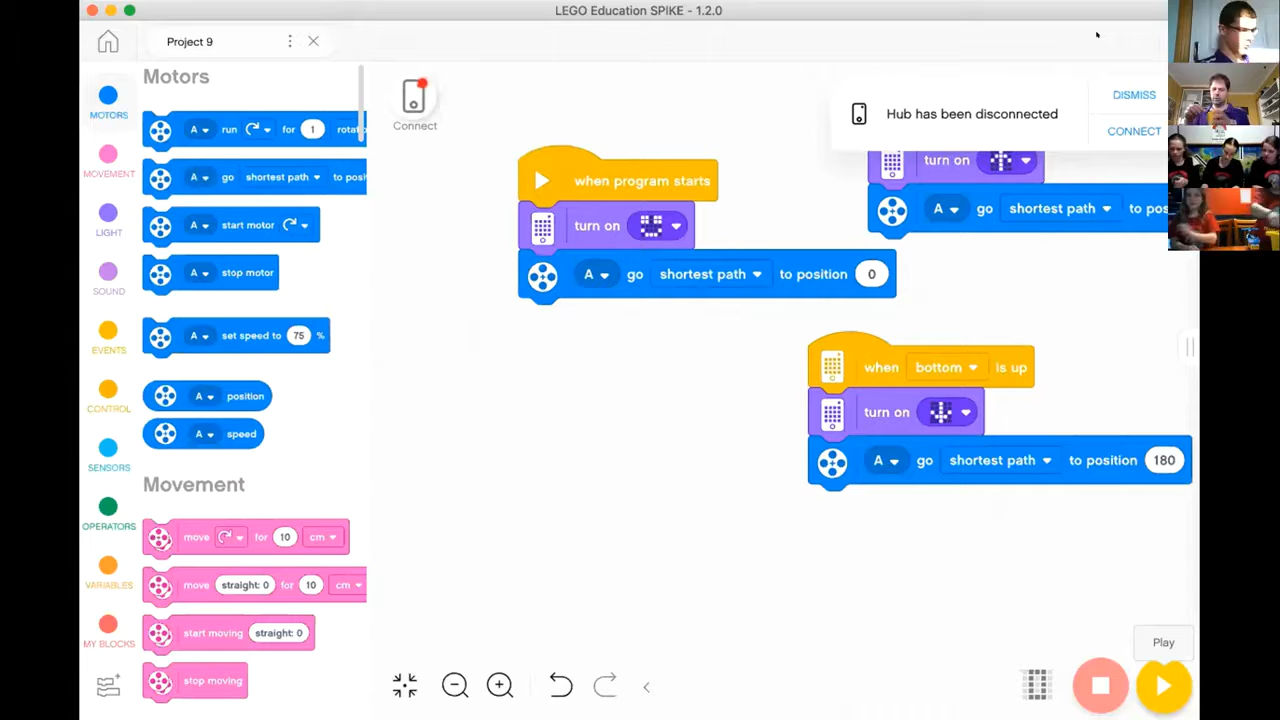 LEGO Education SPIKE - 1.2.0
Project 9
MOTORS
MOVEMENT
LIGHT
SOUND
EVENTS
CONTROL
SENSORS
OPERATORS
VARIABLES
MY BLOCKS
Motors
A run for 1
A go shortest path
A start motor
A stop motor
A set speed to 75 %
A position
A speed
Movement
move for 10 cm
move straight: 0 for 10 cm
start moving straight: 0
stop moving
Connect
Hub has been disconnected
DISMISS
CONNECT
when program starts
turn on
A go shortest path to position 0
turn on
A go shortest path to
when bottom is up
turn on
A go shortest path to position 180
Play